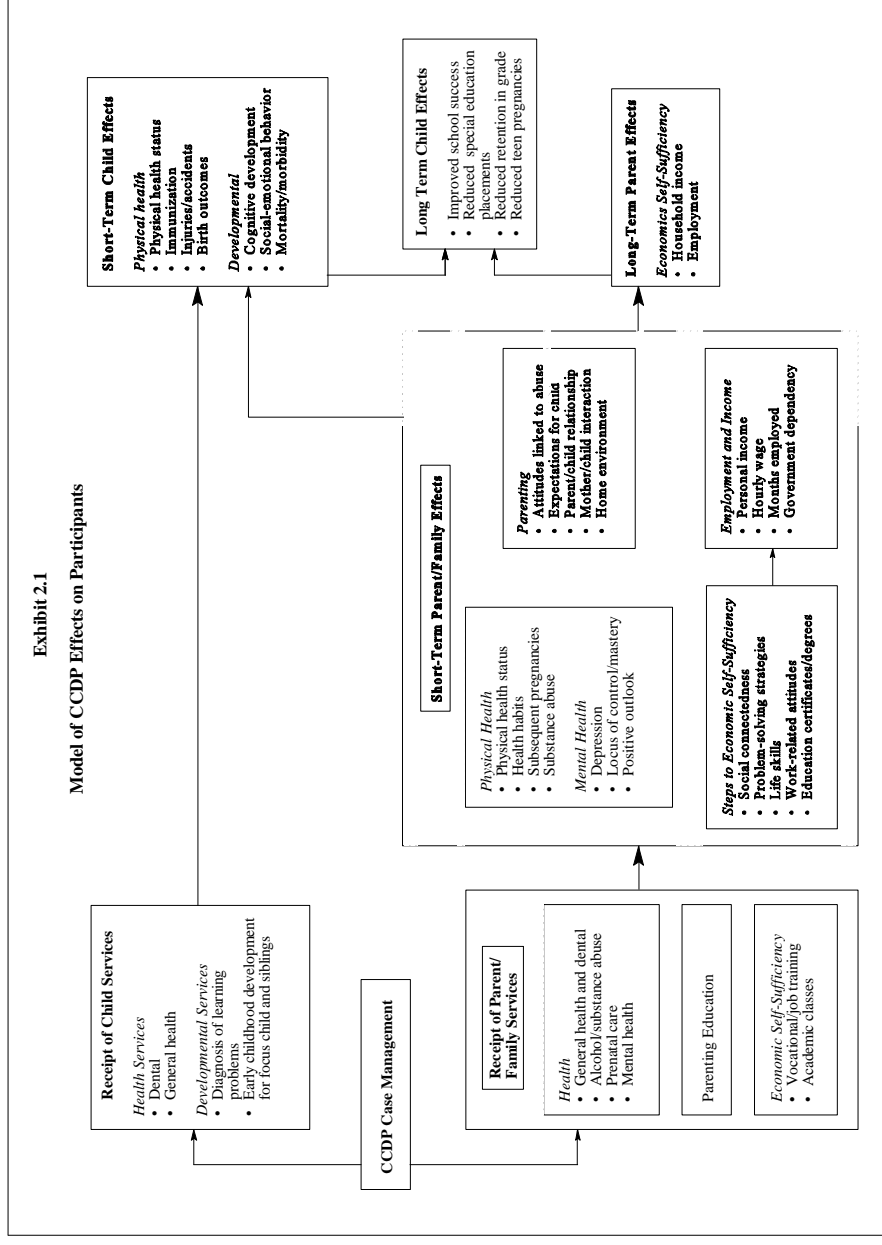 Exhibit 2.1
Model of CCDP Effects on Participants
Receipt of Child Services
Health Services
• Dental
• General health
Developmental Services
• Diagnosis of learning
problems
• Early childhood development
for focus child and siblings
CCDP Case Management
Receipt of Parent/
Family Services
Health
• General health and dental
• Alcohol/substance abuse
• Prenatal care
• Mental health
Parenting Education
Economic Self-Sufficiency
• Vocational/job training
• Academic classes
Short-Term Parent/Family Effects
Physical Health
• Physical health status
• Health habits
• Subsequent pregnancies
• Substance abuse
Mental Health
• Depression
• Locus of control/mastery
• Positive outlook
Parenting
• Attitudes linked to abuse
• Expectations for child
• Parent/child relationship
• Mother/child interaction
• Home environment
Steps to Economic Self-Sufficiency
• Social connectedness
• Problem-solving strategies
• Life skills
• Work-related attitudes
• Education certificates/degrees
Employment and Income
• Personal income
• Hourly wage
• Months employed
• Government dependency
Short-Term Child Effects
Physical health
• Physical health status
• Immunization
• Injuries/accidents
• Birth outcomes
Developmental
• Cognitive development
• Social-emotional behavior
• Mortality/morbidity
Long Term Child Effects
• Improved school success
• Reduced special education
placements
• Reduced retention in grade
• Reduced teen pregnancies
Long-Term Parent Effects
Economics Self-Sufficiency
• Household income
• Employment